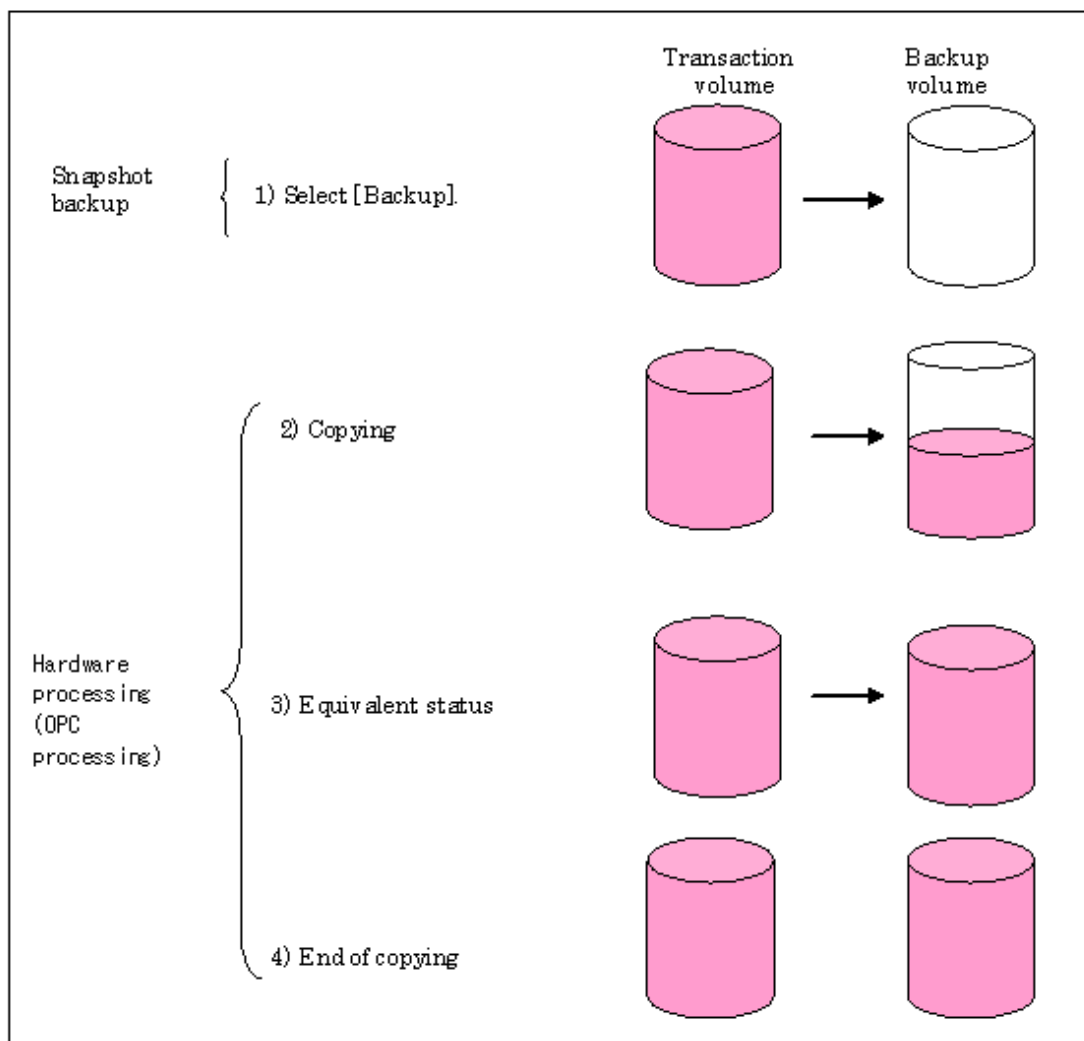 Transaction
volume
Backup
volume
Snapshot
backup
1) Select [Backup].
2) Copying
Hardware
processing
(OPC
processing)
3) Equivalent status
4) End of copying